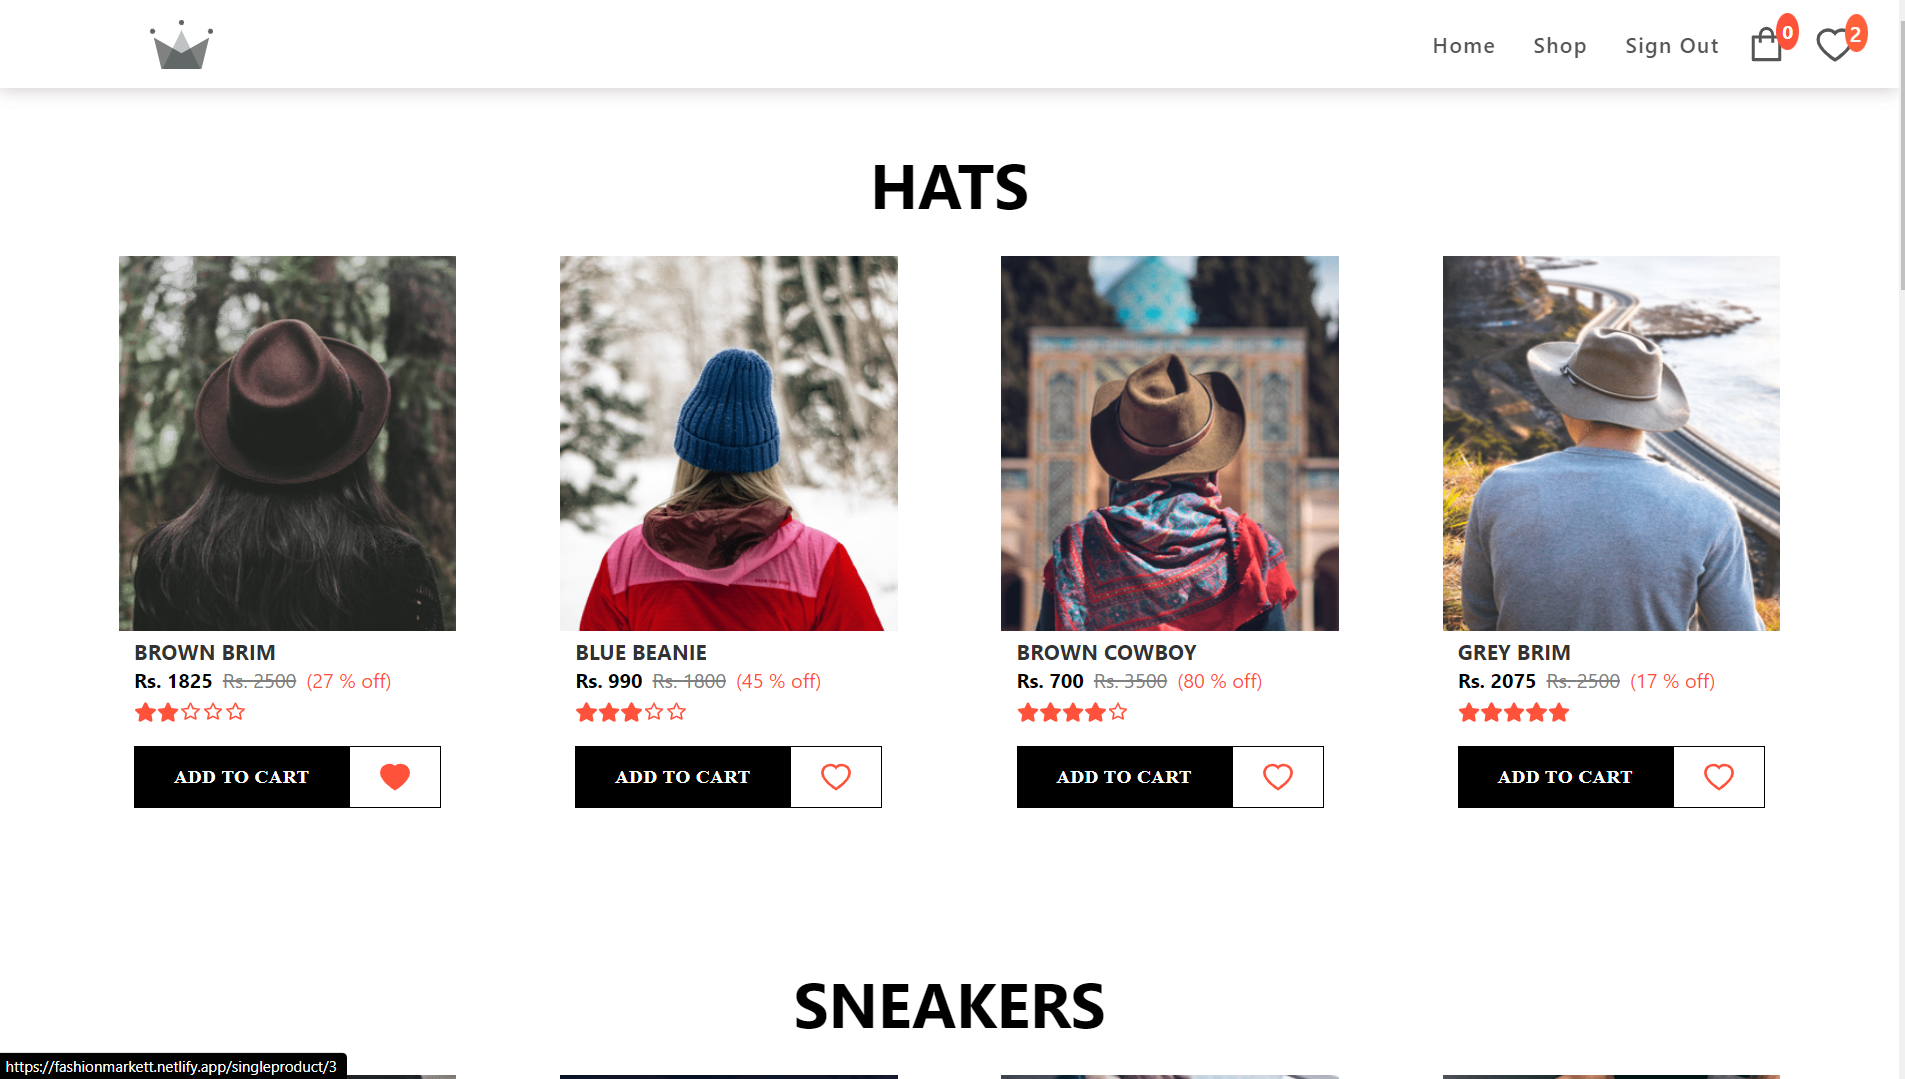 Home Shop Sign Out 0 2
HATS
BROWN BRIM
Rs. 1825 Rs. 2500 (27 % off)
ADD TO CART
BLUE BEANIE
Rs. 990 Rs. 1800 (45 % off)
ADD TO CART
BROWN COWBOY
Rs. 700 Rs. 3500 (80 % off)
ADD TO CART
GREY BRIM
Rs. 2075 Rs. 2500 (17 % off)
ADD TO CART
SNEAKERS
https://fashionmarkett.netlify.app/singleproduct/3